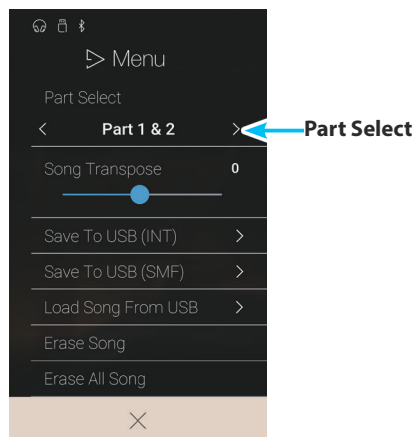 Menu
Part Select
Part 1 & 2
Part Select
Song Transpose 0
Save To USB (INT)
Save To USB (SMF)
Load Song From USB
Erase Song
Erase All Song